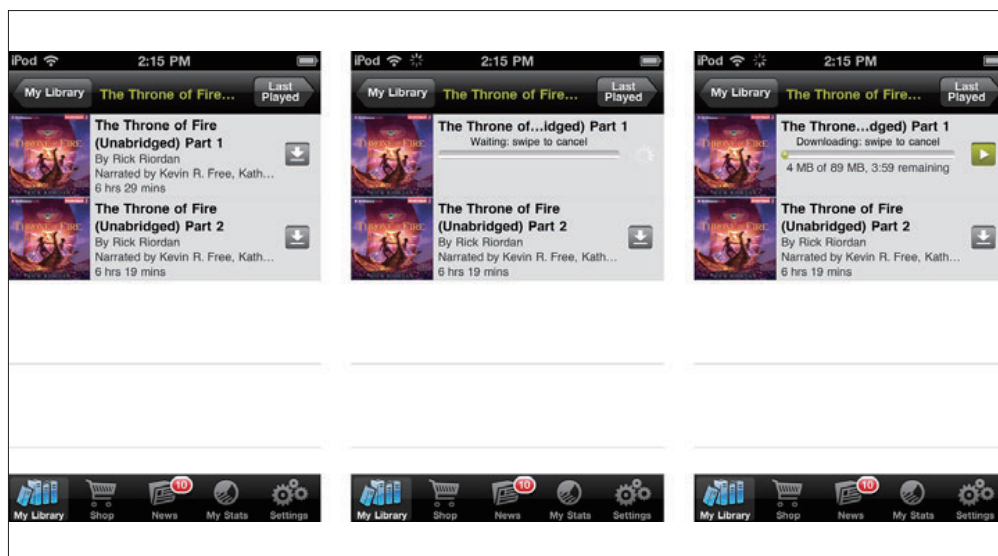 iPod
2:15 PM
My Library
The Throne of Fire...
Last
Played
The Throne of Fire
(Unabridged) Part 1
By Rick Riordan
Narrated by Kevin R. Free, Kath...
6 hrs 29 mins
The Throne of Fire
(Unabridged) Part 2
By Rick Riordan
Narrated by Kevin R. Free, Kath...
6 hrs 19 mins
My Library
Shop
10
News
My Stats
Settings
iPod
2:15 PM
My Library
The Throne of Fire...
Last
Played
The Throne of...idged) Part 1
Waiting: swipe to cancel
The Throne of Fire
(Unabridged) Part 2
By Rick Riordan
Narrated by Kevin R. Free, Kath...
6 hrs 19 mins
My Library
Shop
10
News
My Stats
Settings
iPod
2:15 PM
My Library
The Throne of Fire...
Last
Played
The Throne...dged) Part 1
Downloading: swipe to cancel
4 MB of 89 MB, 3:59 remaining
The Throne of Fire
(Unabridged) Part 2
By Rick Riordan
Narrated by Kevin R. Free, Kath...
6 hrs 19 mins
My Library
Shop
10
News
My Stats
Settings